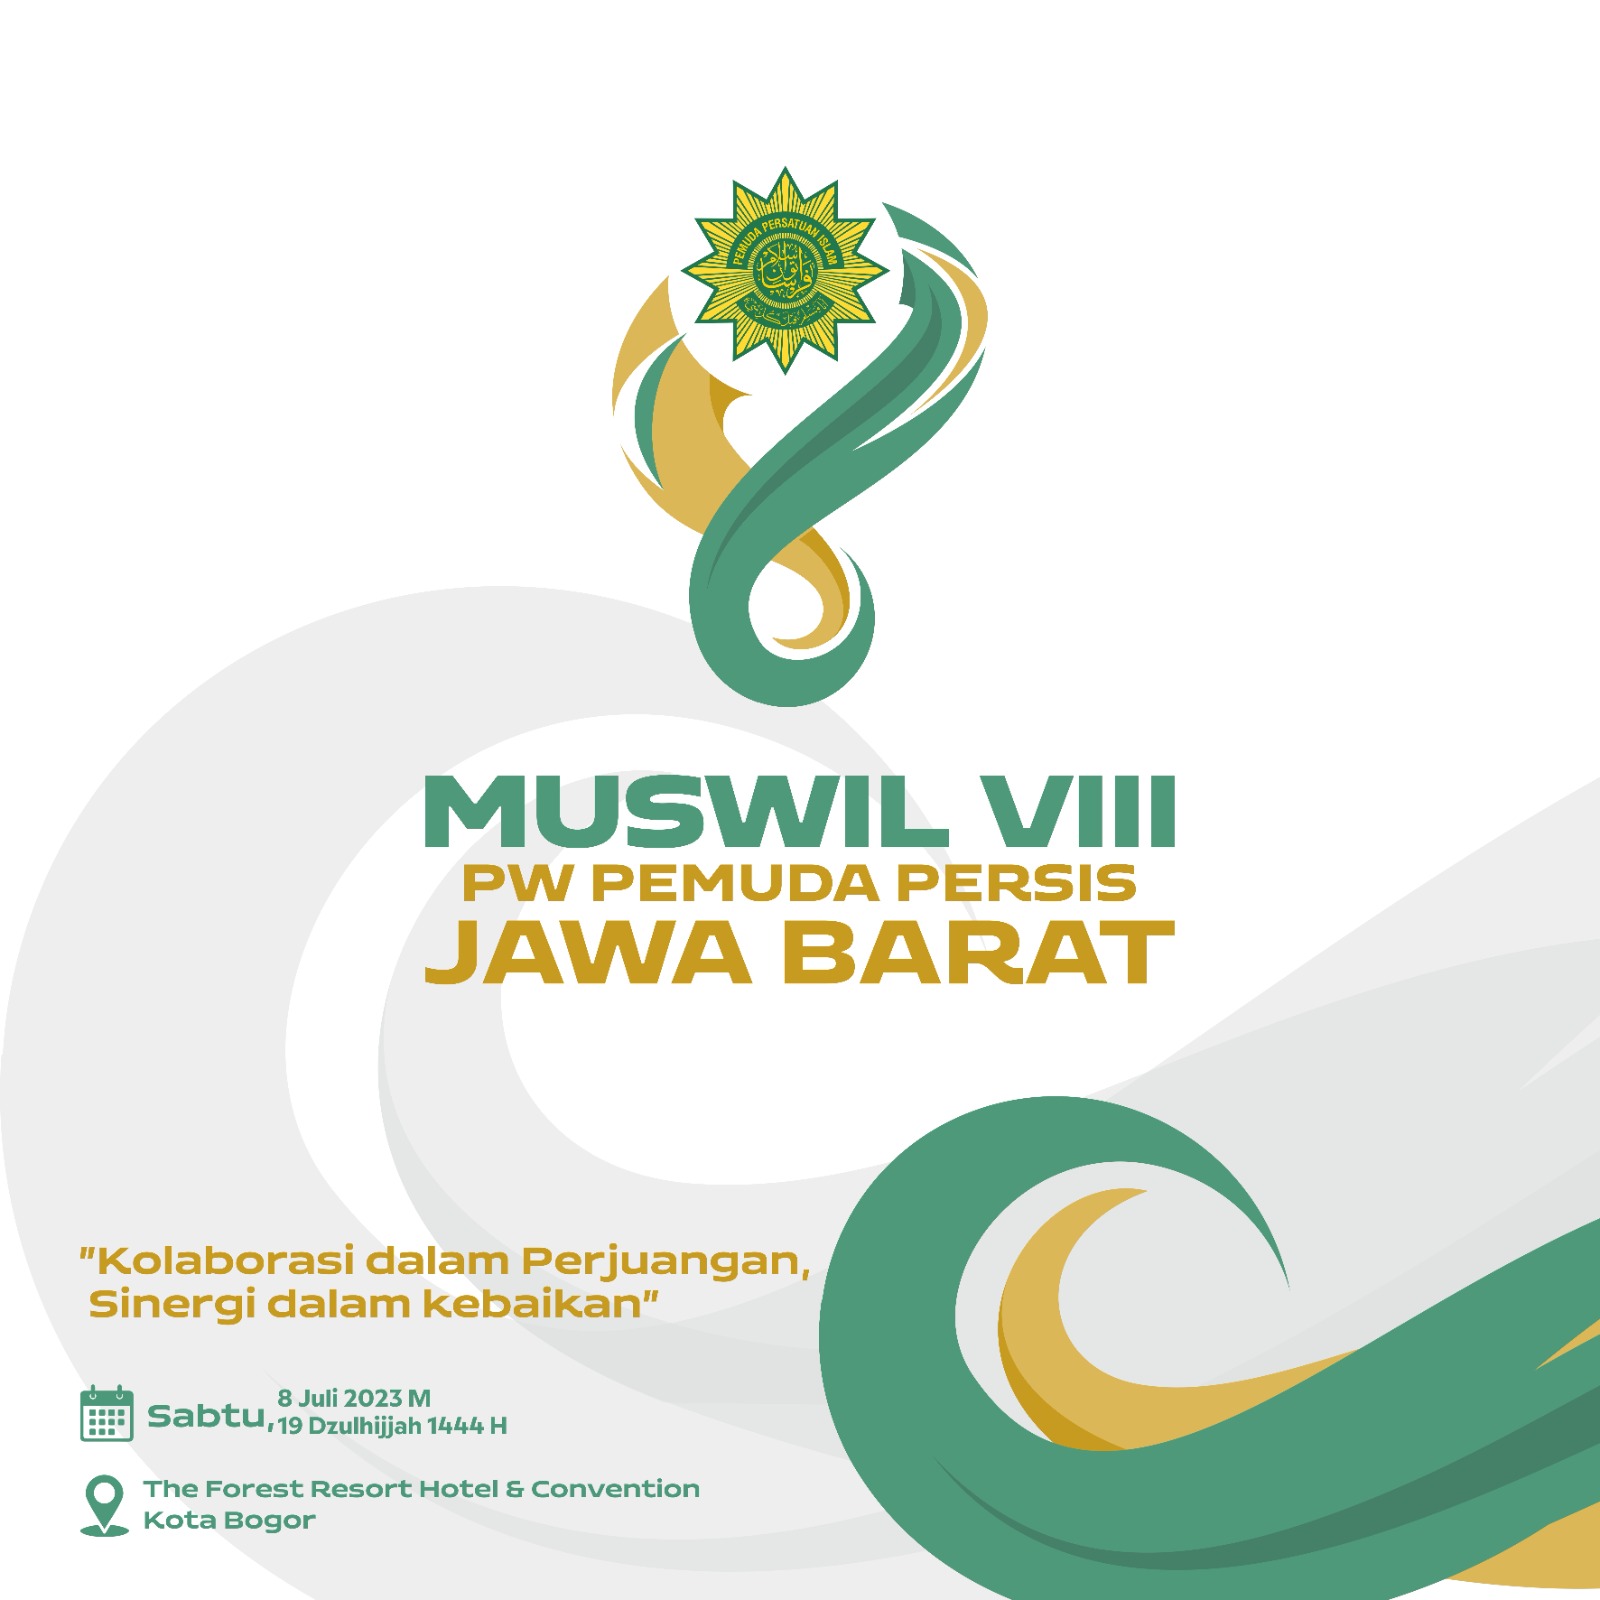 PEMUDA PERSATUAN ISLAM
MUSWIL VIII
PW PEMUDA PERSIS
JAWA BARAT
"Kolaborasi dalam Perjuangan,
Sinergi dalam kebaikan"
Sabtu,
8 Juli 2023 M
19 Dzulhijjah 1444 H
The Forest Resort Hotel & Convention
Kota Bogor